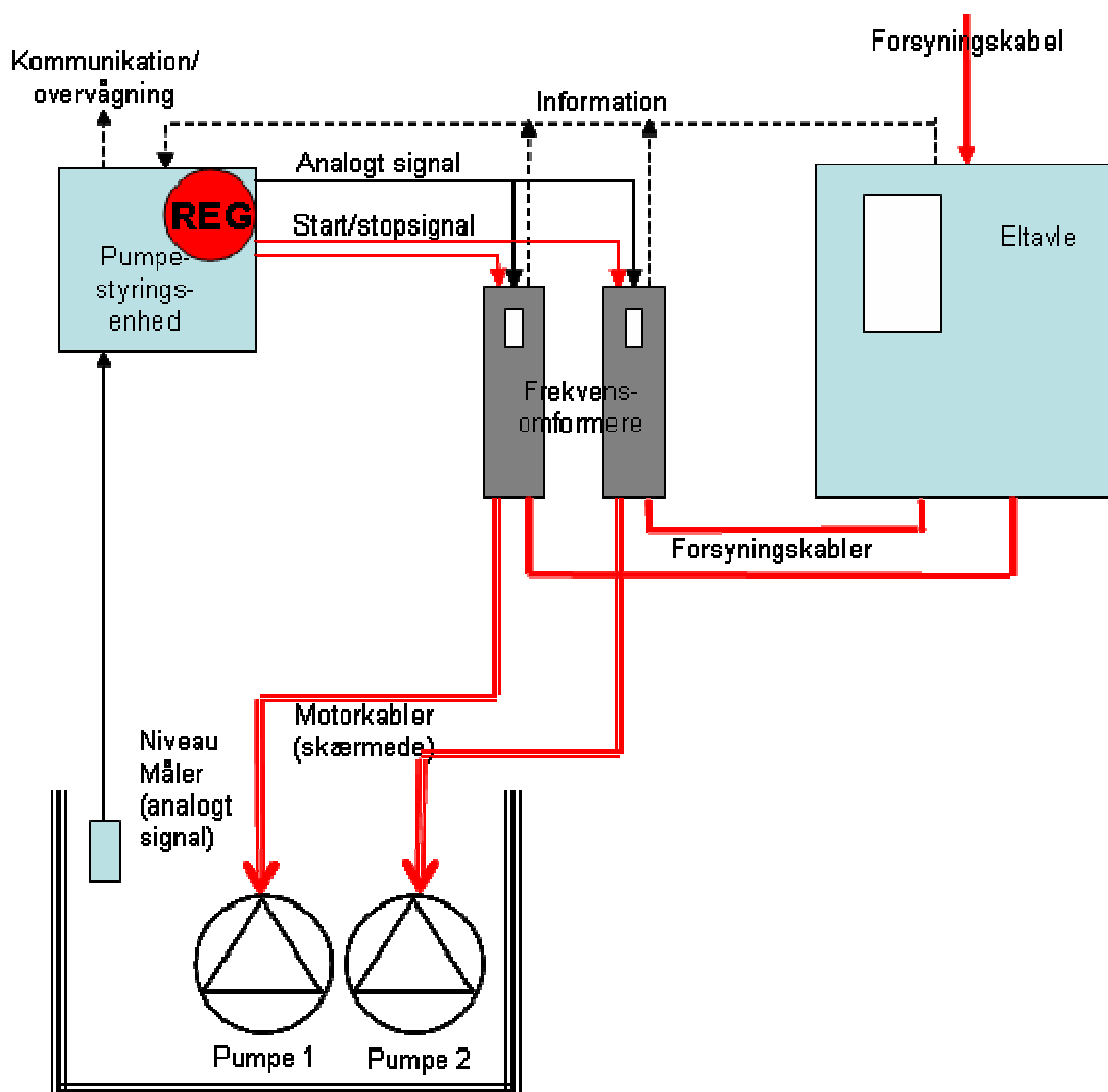 Forsyningskabel
Kommunikation/
overvågning
Information
Analogt signal
REG
Start/stopsignal
Pumpe-
styrings-
enhed
Eltavle
Frekvens-
omformere
Forsyningskabler
Motorkabler
(skærmede)
Niveau
Måler
(analogt
signal)
Pumpe 1
Pumpe 2